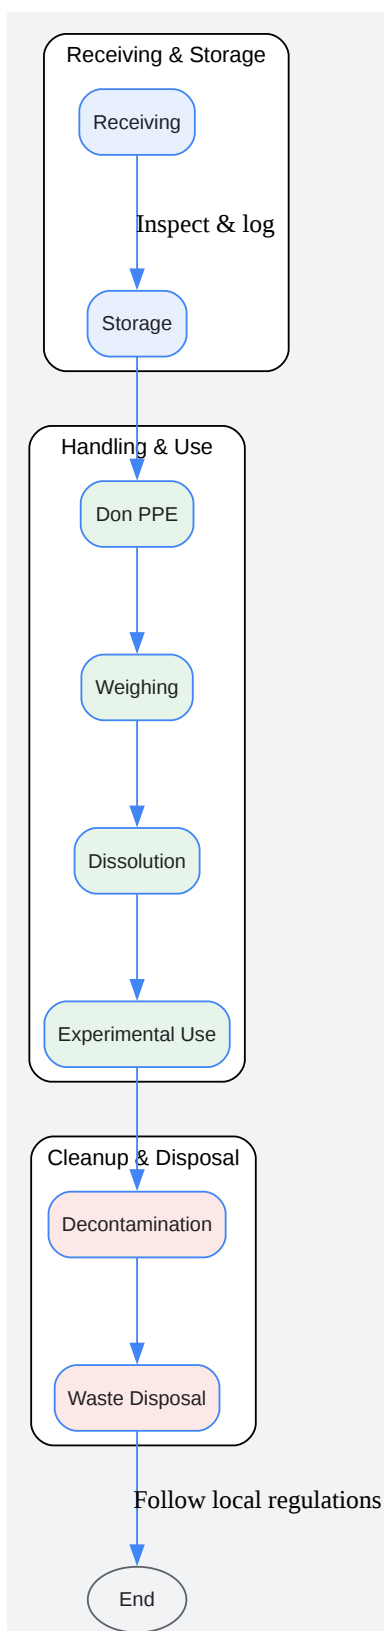 Receiving & Storage
Receiving
Inspect & log
Storage
Handling & Use
Don PPE
Weighing
Dissolution
Experimental Use
Cleanup & Disposal
Decontamination
Waste Disposal
Follow local regulations
End